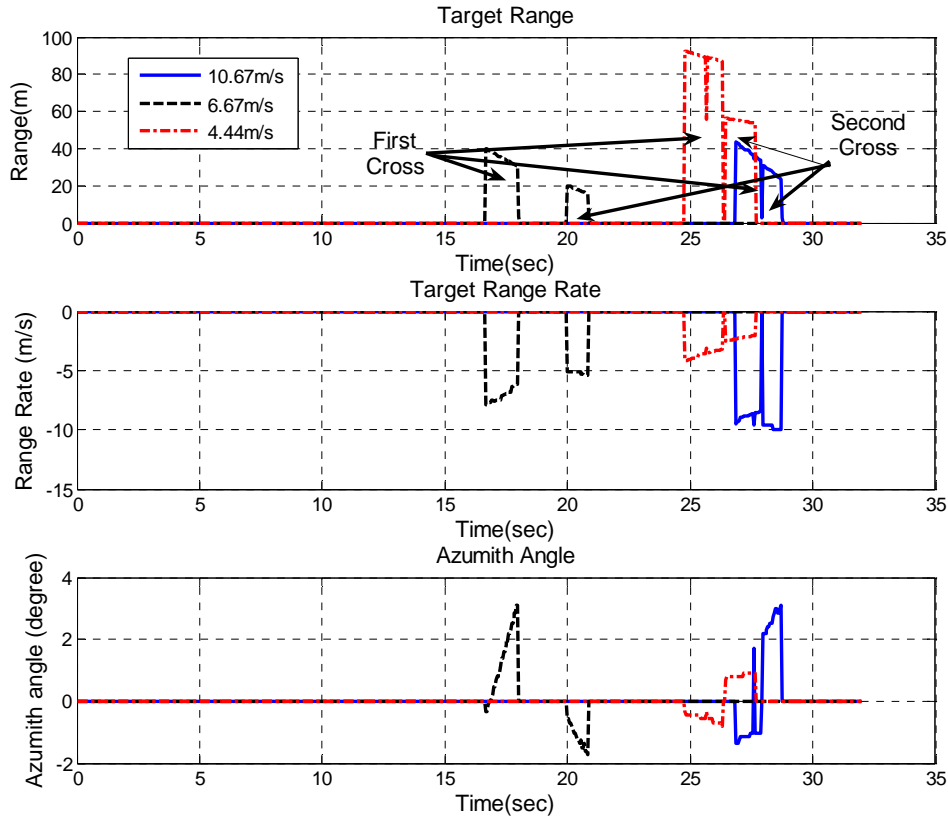 Target Range
100
80
60
40
20
0
Range(m)
10.67m/s
6.67m/s
4.44m/s
First
Cross
Second
Cross
0 5 10 15 20 25 30 35
Time(sec)
Target Range Rate
0
-5
-10
-15
Range Rate (m/s)
0 5 10 15 20 25 30 35
Time(sec)
Azumith Angle
4
2
0
-2
Azumith angle (degree)
0 5 10 15 20 25 30 35
Time(sec)